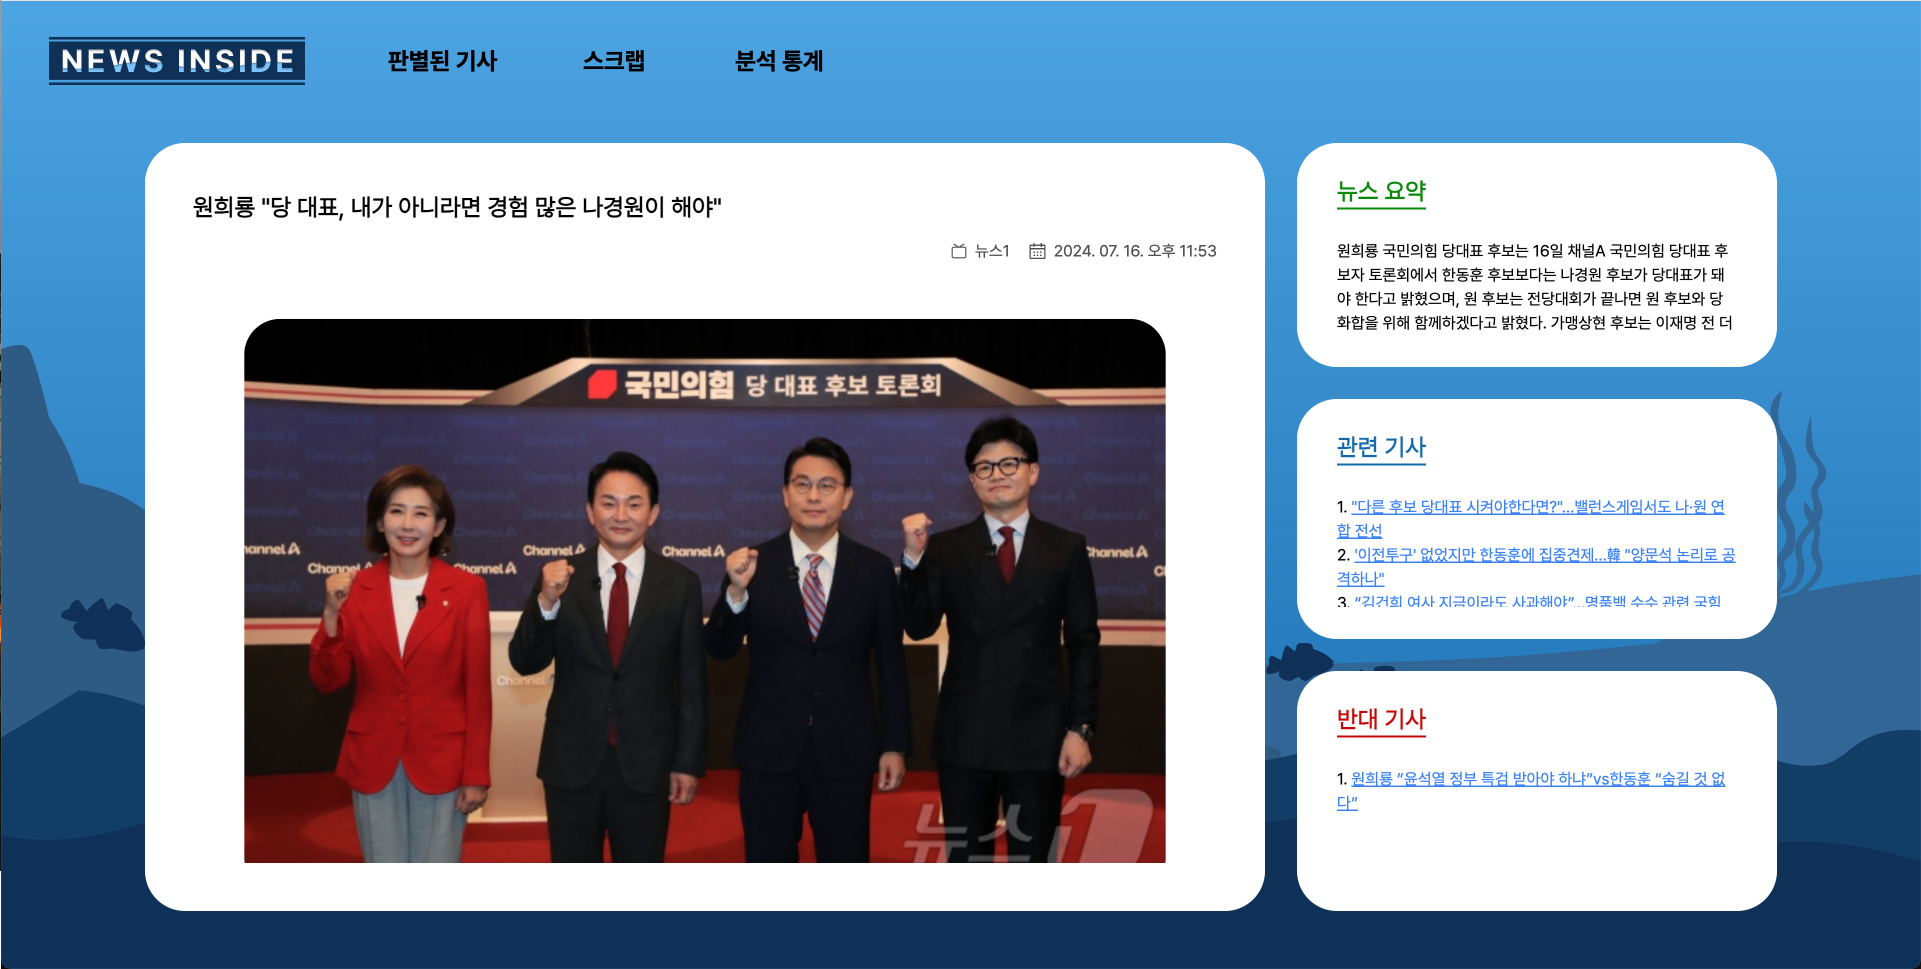 NEWS INSIDE
판별된 기사
스크랩
분석 통계
원희룡 "당 대표, 내가 아니라면 경험 많은 나경원이 해야"
뉴스1
2024. 07. 16. 오후 11:53
국민의힘 당 대표 후보 토론회
Channel A
Channel A
Channel A
Channel A
Channel A
Channel A
Channel
뉴스1
뉴스 요약
원희룡 국민의힘 당대표 후보는 16일 채널A 국민의힘 당대표 후
보자 토론회에서 한동훈 후보보다는 나경원 후보가 당대표가 돼
야 한다고 밝혔으며, 원 후보는 전당대회가 끝나면 원 후보와 당
화합을 위해 함께하겠다고 밝혔다. 가맹상현 후보는 이재명 전 더
관련 기사
1. "다른 후보 당대표 시켜야한다면?"...밸런스게임서도 나·원 연
합 전선
2. '이전투구' 없었지만 한동훈에 집중견제...韓 "양문석 논리로 공
격하나"
3. “김건희 여사 지금이라도 사과해야”...명품백 수수 관련 국힘
반대 기사
1. 원희룡 “윤석열 정부 특검 받아야 하냐”vs한동훈 “숨길 것 없
다”